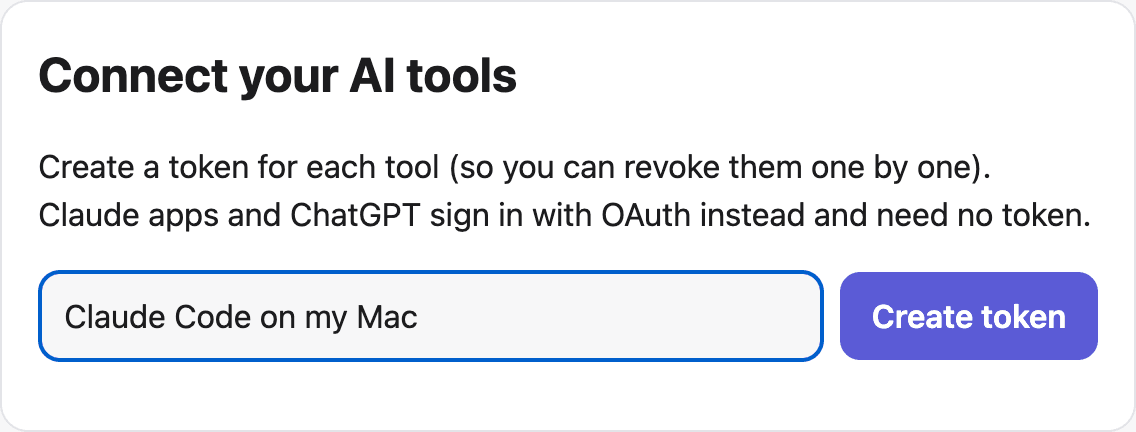 Connect your AI tools
Create a token for each tool (so you can revoke them one by one).
Claude apps and ChatGPT sign in with OAuth instead and need no token.
Claude Code on my Mac
Create token